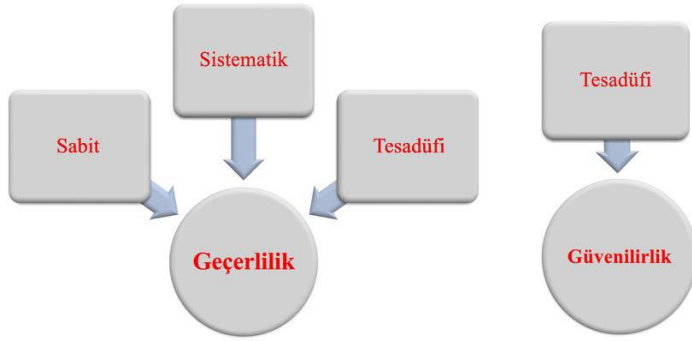 Sistematik
Sabit
Tesadüfi
Geçerlilik
Tesadüfi
Güvenilirlik